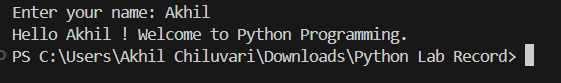 Enter your name: Akhil
Hello Akhil ! Welcome to Python Programming.
PS C:\Users\Akhil Chiluvari\Downloads\Python Lab Record>